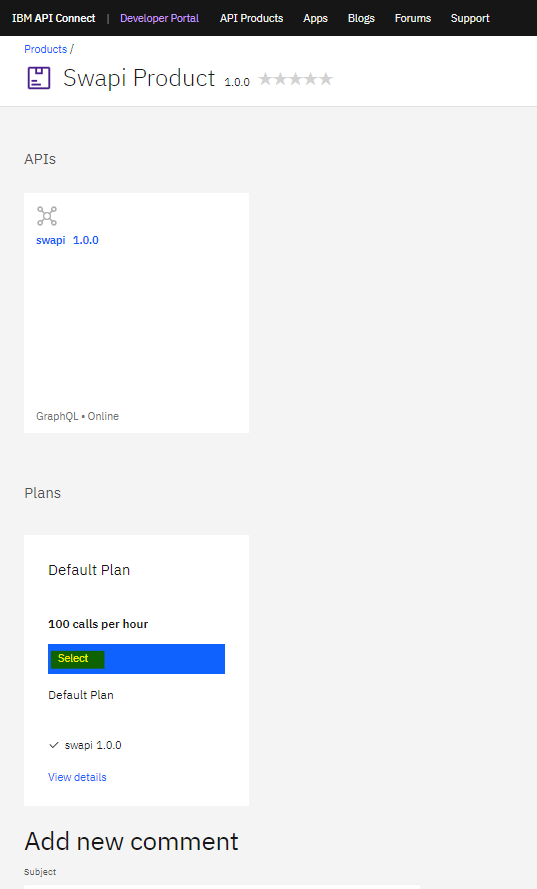 IBM API Connect | Developer Portal API Products Apps Blogs Forums Support
Products /
Swapi Product 1.0.0
APIs
swapi 1.0.0
GraphQL • Online
Plans
Default Plan
100 calls per hour
Select
Default Plan
swapi 1.0.0
View details
Add new comment
Subject